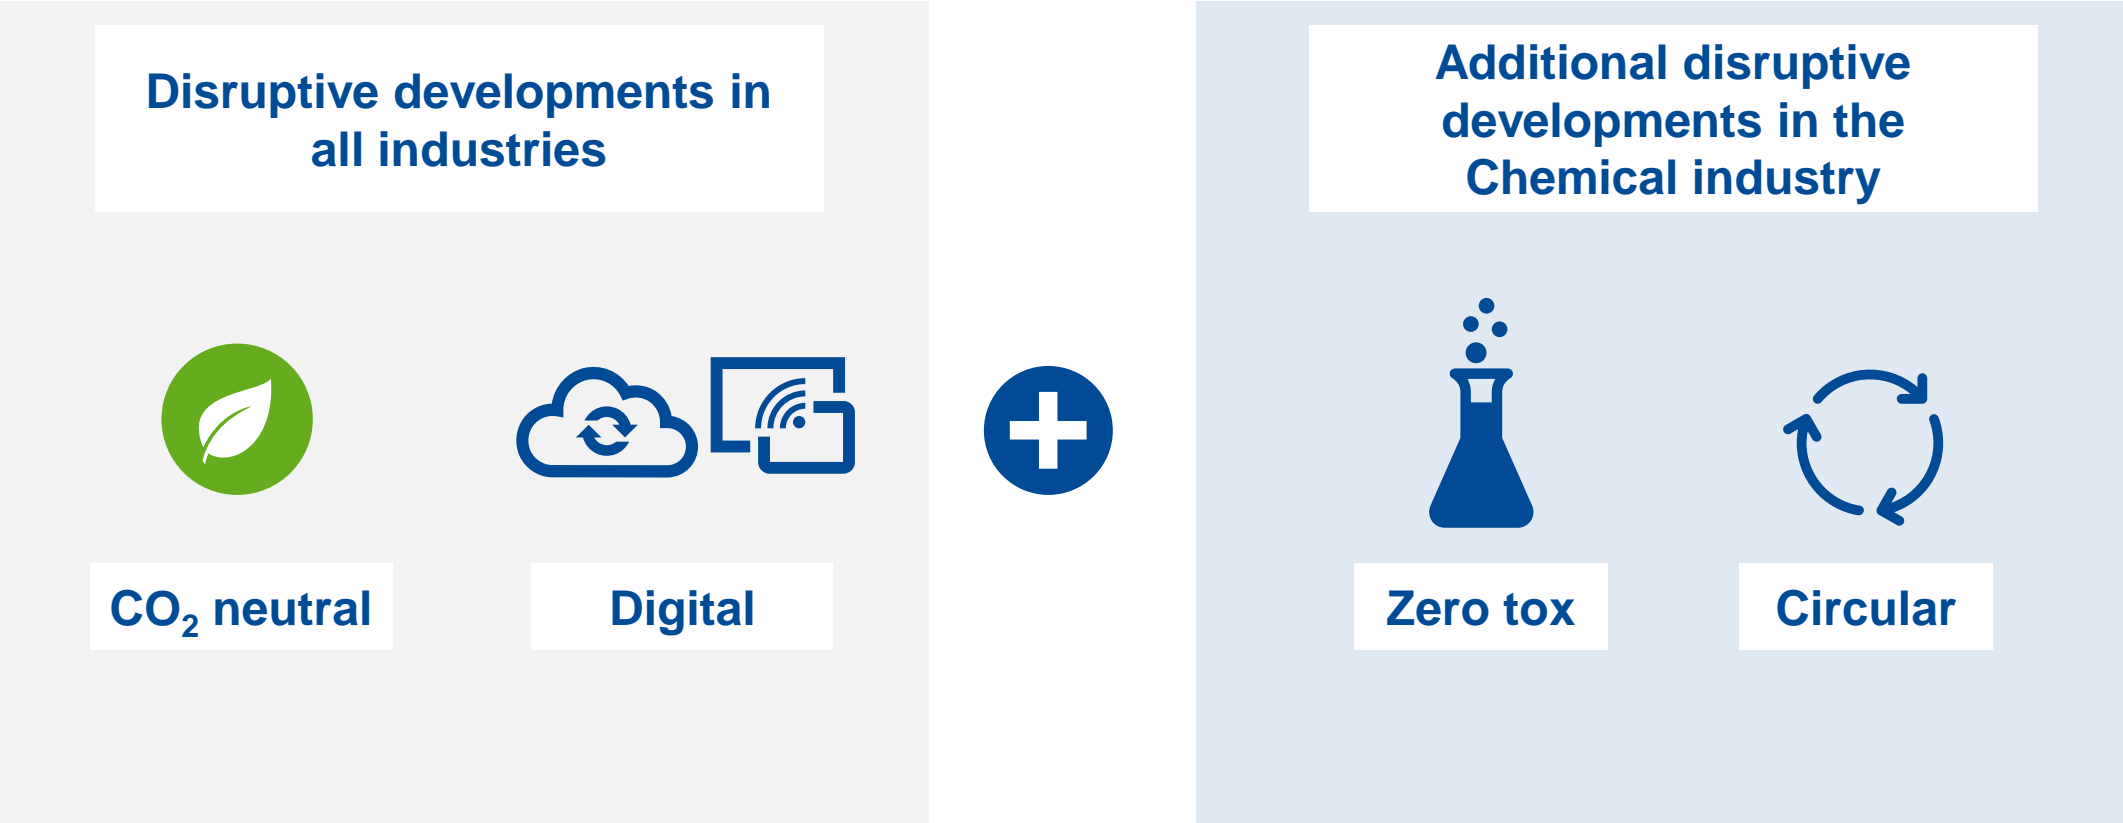 Disruptive developments in
all industries
Additional disruptive
developments in the
Chemical industry
CO₂ neutral
Digital
Zero tox
Circular